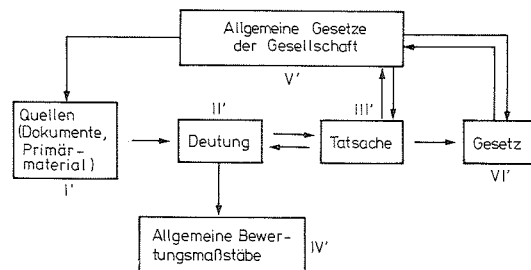 Allgemeine Gesetze
der Gesellschaft
V'
II'
III'
Quellen
(Dokumente,
Primär-
material)
Deutung
Tatsache
Gesetz
I'
VI'
Allgemeine Bewer-
tungsmaßstäbe
IV'